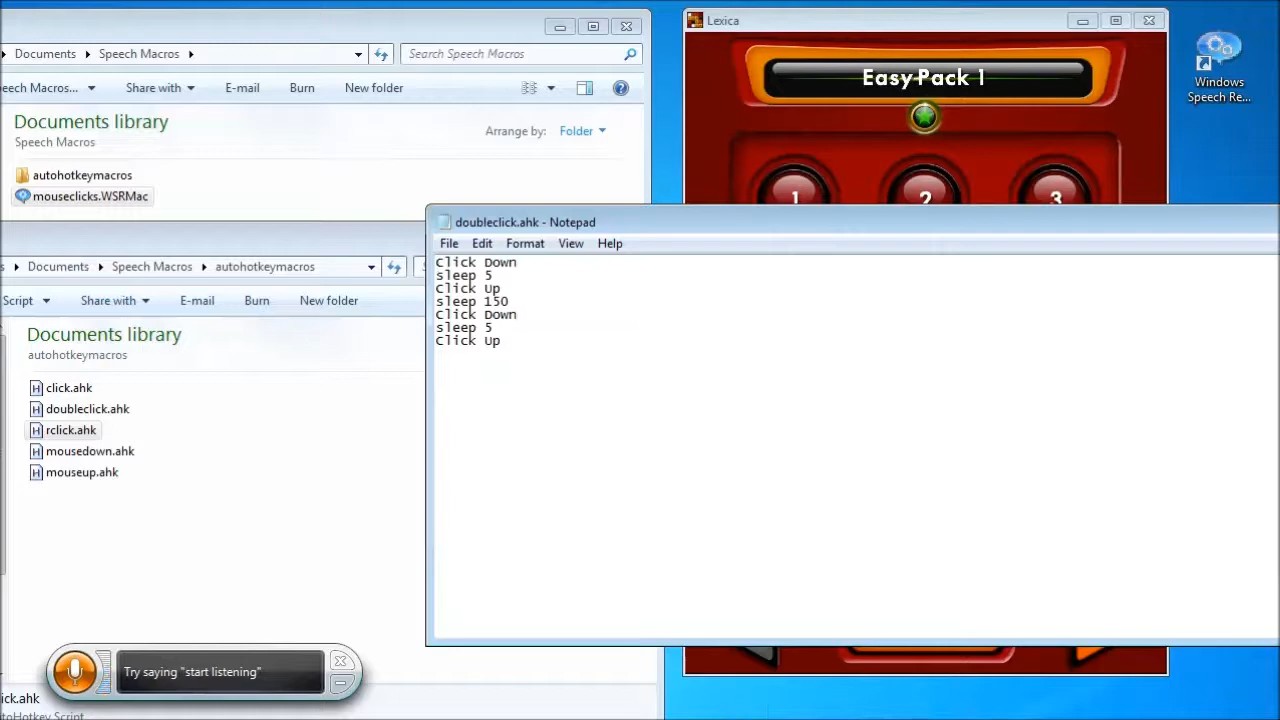 Documents Speech Macros
Search Speech Macros
eech Macros...
Share with
E-mail
Burn
New folder
Documents library
Speech Macros
Arrange by: Folder
autohotkeymacros
mouseclicks.WSRMac
Lexica
Easy Pack 1
1 2 3
Windows
Speech Re...
s Documents Speech Macros autohotkeymacros
Script
Share with
E-mail
Burn
New folder
Documents library
autohotkeymacros
click.ahk
doubleclick.ahk
rclick.ahk
mousedown.ahk
mouseup.ahk
doubleclick.ahk - Notepad
File Edit Format View Help
Click Down
sleep 5
Click Up
sleep 150
Click Down
sleep 5
Click Up
Try saying "start listening"
ick.ahk
utoHotkey Script